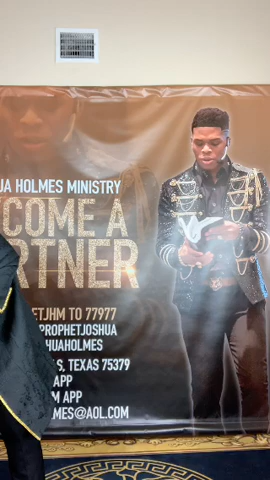 UA HOLMES MINISTRY
COME A
RTNER
ETJHM TO 77977
PROPHETJOSHUA
HUAHOLMES
S, TEXAS 75379
APP
M APP
MES@AOL.COM